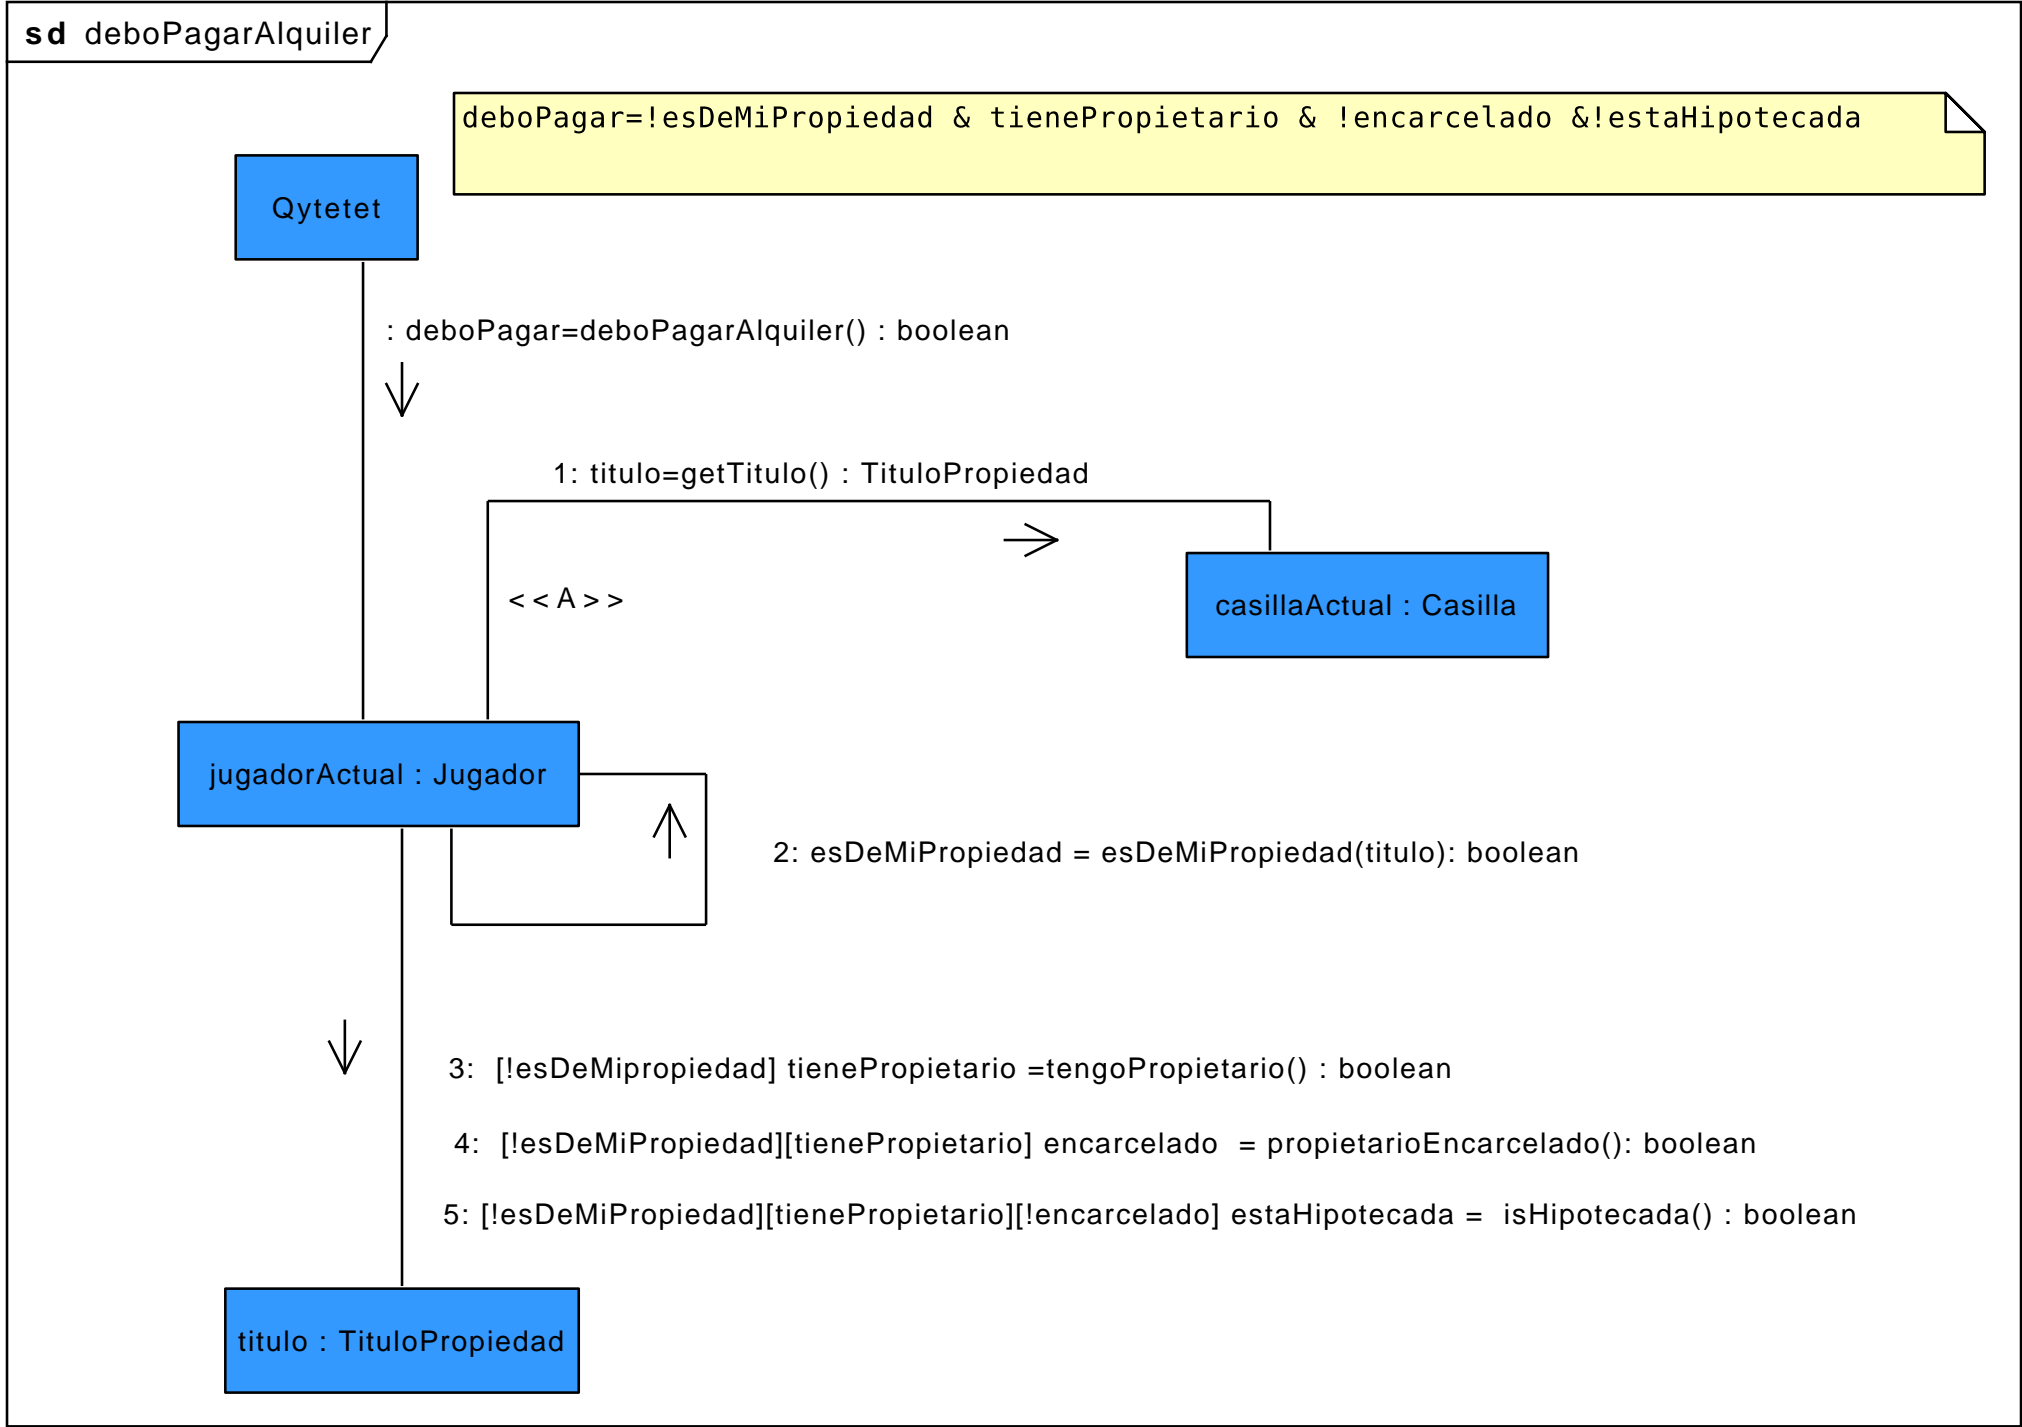 sd deboPagarAlquiler
deboPagar=!esDeMiPropiedad & tienePropietario & !encarcelado &!estaHipotecada
Qytetet
: deboPagar=deboPagarAlquiler() : boolean
1: titulo=getTitulo() : TituloPropiedad
<<A>>
casillaActual : Casilla
jugadorActual : Jugador
2: esDeMiPropiedad = esDeMiPropiedad(titulo): boolean
3: [!esDeMipropiedad] tienePropietario =tengoPropietario() : boolean
4: [!esDeMiPropiedad][tienePropietario] encarcelado = propietarioEncarcelado(): boolean
5: [!esDeMiPropiedad][tienePropietario][!encarcelado] estaHipotecada = isHipotecada() : boolean
titulo : TituloPropiedad